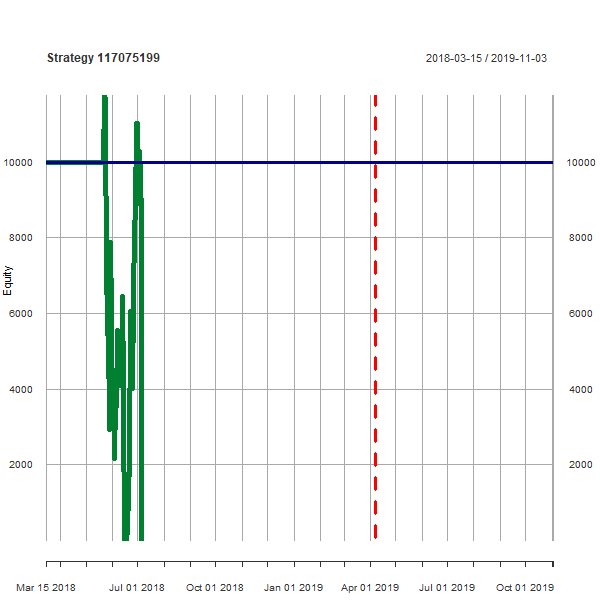 Strategy 117075199
2018-03-15 / 2019-11-03
10000
10000
8000
8000
6000
6000
4000
4000
2000
2000
Equity
Mar 15 2018
Jul 01 2018
Oct 01 2018
Jan 01 2019
Apr 01 2019
Jul 01 2019
Oct 01 2019